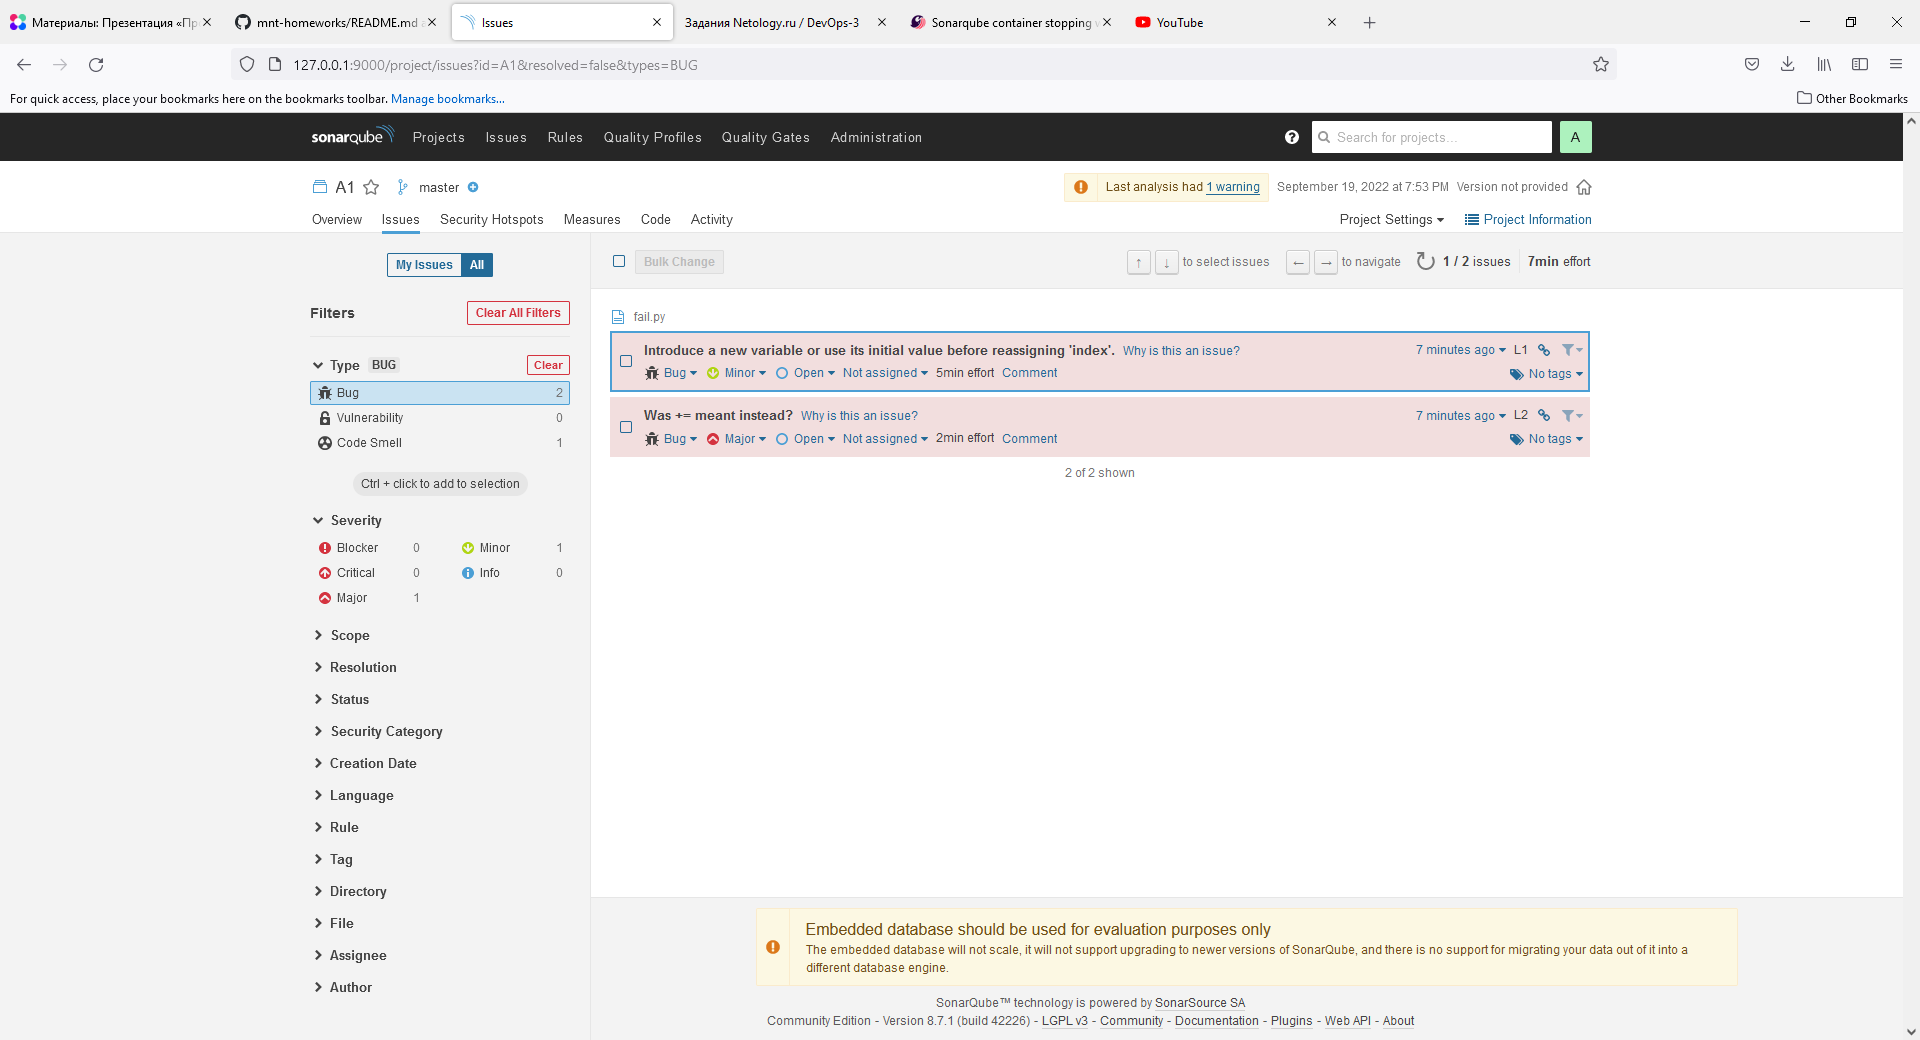 Материалы: Презентация «Пр
mnt-homeworks/README.md
Issues
Задания Netology.ru / DevOps-3
Sonarqube container stopping
YouTube
127.0.0.1:9000/project/issues?id=A1&resolved=false&types=BUG
For quick access, place your bookmarks here on the bookmarks toolbar. Manage bookmarks...
Other Bookmarks
sonarqube Projects Issues Rules Quality Profiles Quality Gates Administration
Search for projects...
A
A1 master
Last analysis had 1 warning September 19, 2022 at 7:53 PM Version not provided
Overview Issues Security Hotspots Measures Code Activity
Project Settings Project Information
My Issues All
Bulk Change
↑ ↓ to select issues ← → to navigate 1 / 2 issues 7min effort
Filters Clear All Filters
Type BUG Clear
Bug 2
Vulnerability 0
Code Smell 1
Ctrl + click to add to selection
Severity
Blocker 0 Minor 1
Critical 0 Info 0
Major 1
Scope
Resolution
Status
Security Category
Creation Date
Language
Rule
Tag
Directory
File
Assignee
Author
fail.py
Introduce a new variable or use its initial value before reassigning 'index'. Why is this an issue? 7 minutes ago L1
Bug Minor Open Not assigned 5min effort Comment No tags
Was += meant instead? Why is this an issue? 7 minutes ago L2
Bug Major Open Not assigned 2min effort Comment No tags
2 of 2 shown
Embedded database should be used for evaluation purposes only
The embedded database will not scale, it will not support upgrading to newer versions of SonarQube, and there is no support for migrating your data out of it into a
different database engine.
SonarQube™ technology is powered by SonarSource SA
Community Edition - Version 8.7.1 (build 42226) - LGPL v3 - Community - Documentation - Plugins - Web API - About